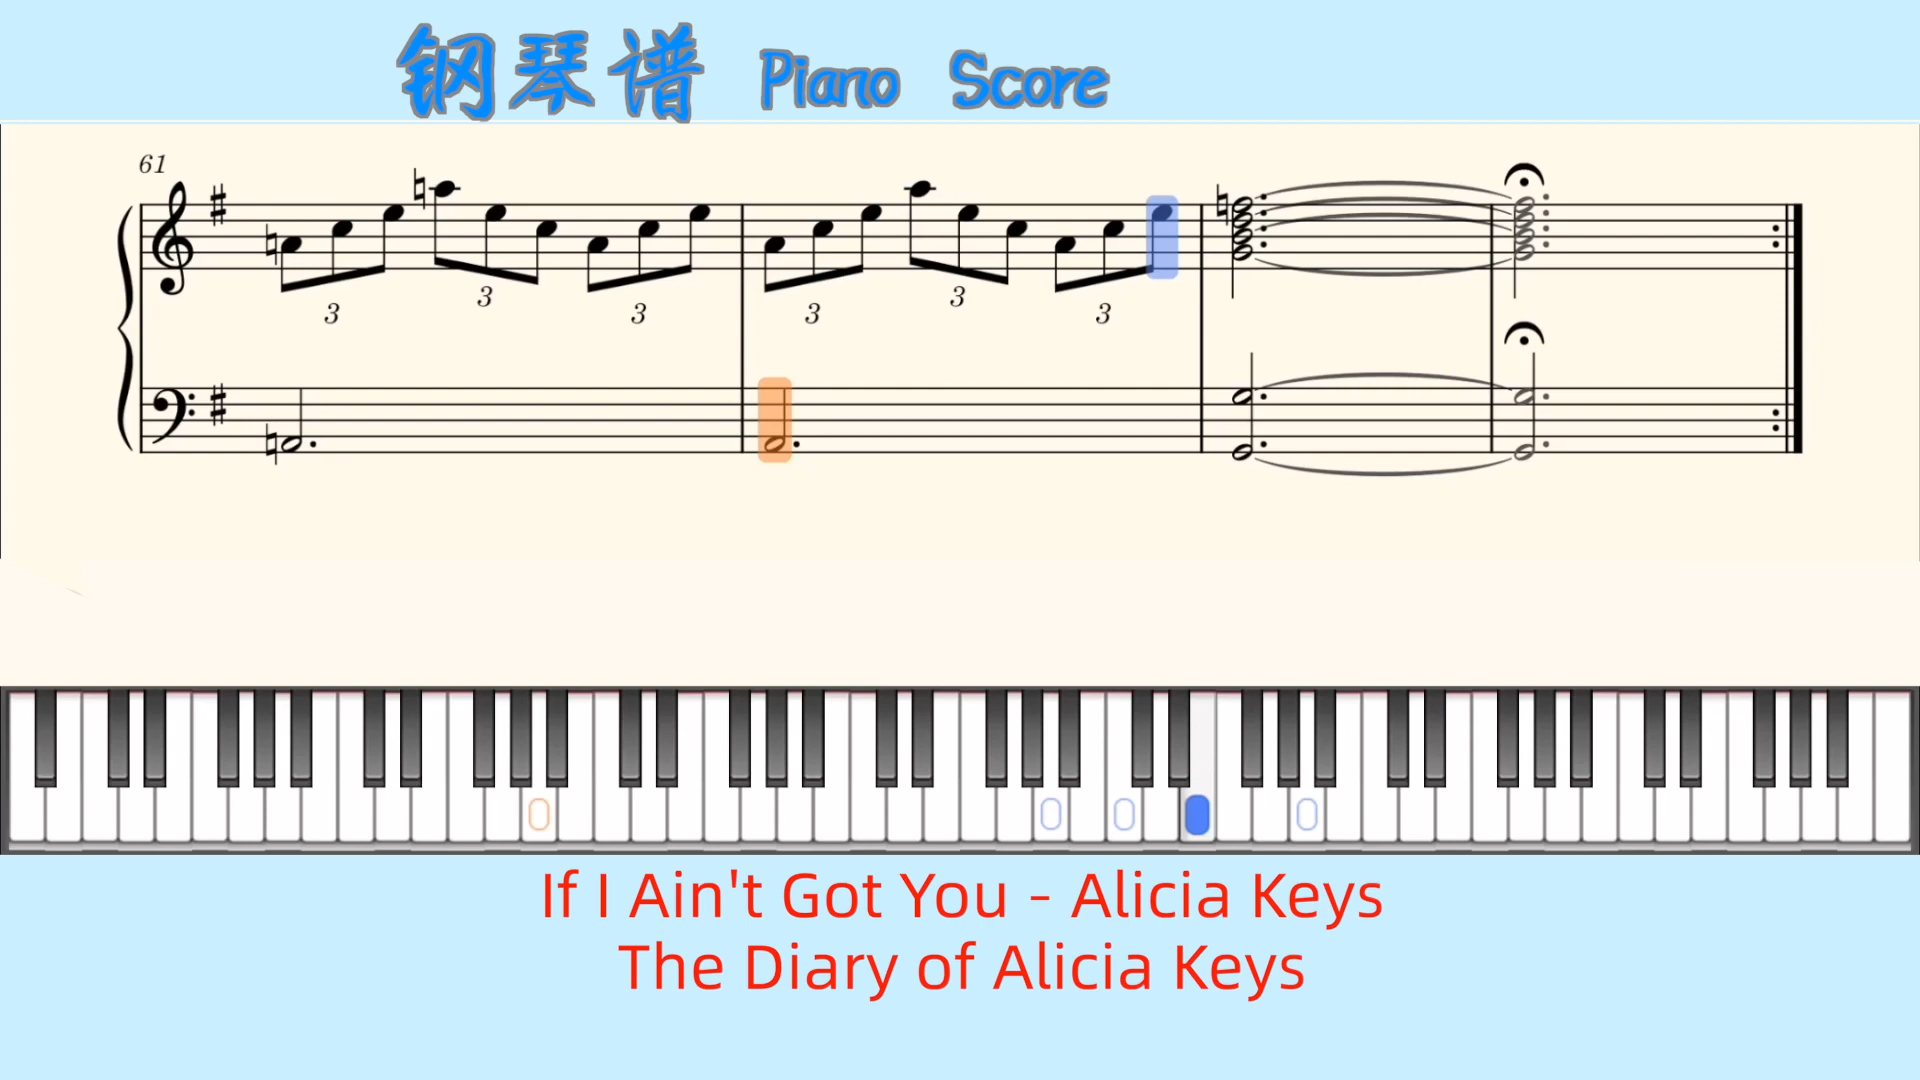 钢琴谱 Piano Score
61
3 3 3 3 3 3
If I Ain't Got You - Alicia Keys
The Diary of Alicia Keys